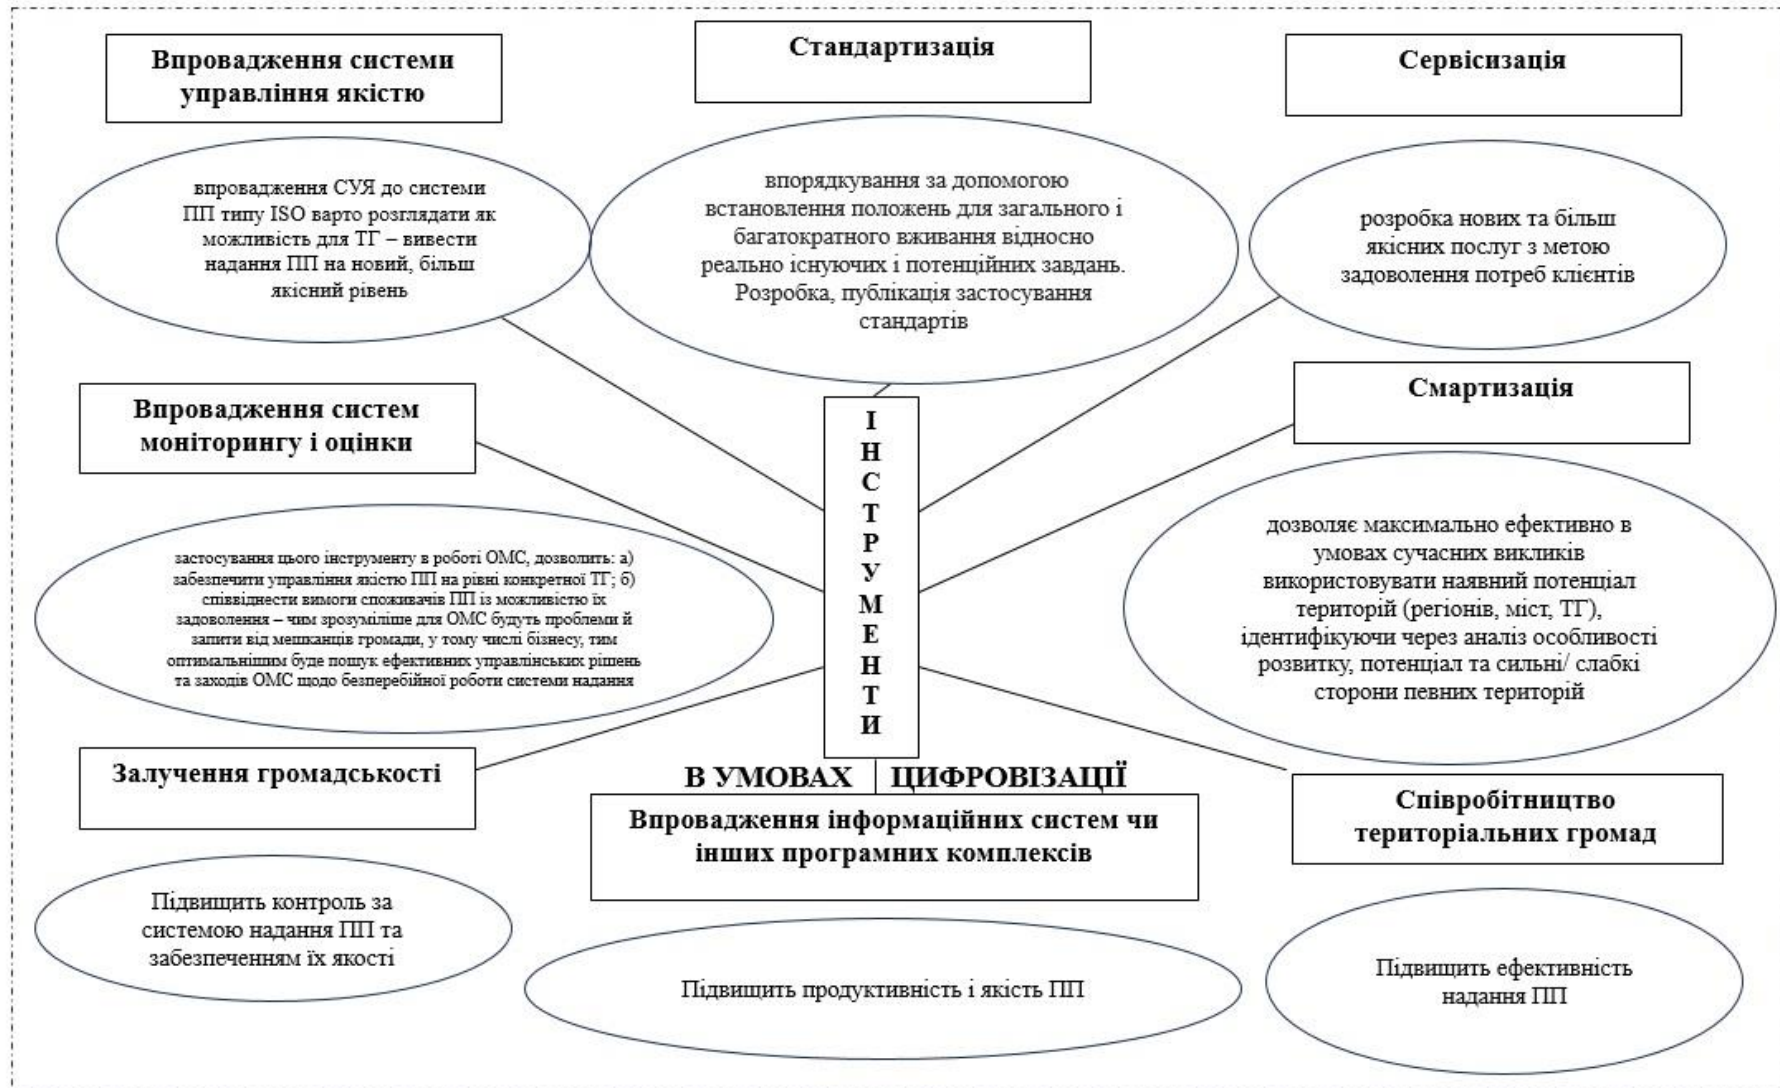 Впровадження системи
управління якістю
впровадження СУЯ до системи
ПП типу ISO варто розглядати як
можливість для ТГ – вивести
надання ПП на новий, більш
якісний рівень
Стандартизація
впорядкування за допомогою
встановлення положень для загального і
багатократного вживання відносно
реально існуючих і потенційних завдань.
Розробка, публікація застосування
стандартів
Сервісизація
розробка нових та більш
якісних послуг з метою
задоволення потреб клієнтів
Впровадження систем
моніторингу і оцінки
застосування цього інструменту в роботі ОМС, дозволить: а)
забезпечити управління якістю ПП на рівні конкретної ТГ; б)
співвіднести вимоги споживачів ПП із можливістю їх
задоволення – чим зрозуміліше для ОМС будуть проблеми й
запити від мешканців громади, у тому числі бізнесу, тим
оптимальнішим буде пошук ефективних управлінських рішень
та заходів ОМС щодо безперебійної роботи системи надання
ІНСТРУМЕНТИ
Смартизація
дозволяє максимально ефективно в
умовах сучасних викликів
використовувати наявний потенціал
територій (регіонів, міст, ТГ),
ідентифікуючи через аналіз особливості
розвитку, потенціал та сильні/ слабкі
сторони певних територій
Залучення громадськості
Підвищить контроль за
системою надання ПП та
забезпеченням їх якості
В УМОВАХ ЦИФРОВІЗАЦІЇ
Впровадження інформаційних систем чи
інших програмних комплексів
Підвищить продуктивність і якість ПП
Співробітництво
територіальних громад
Підвищить ефективність
надання ПП